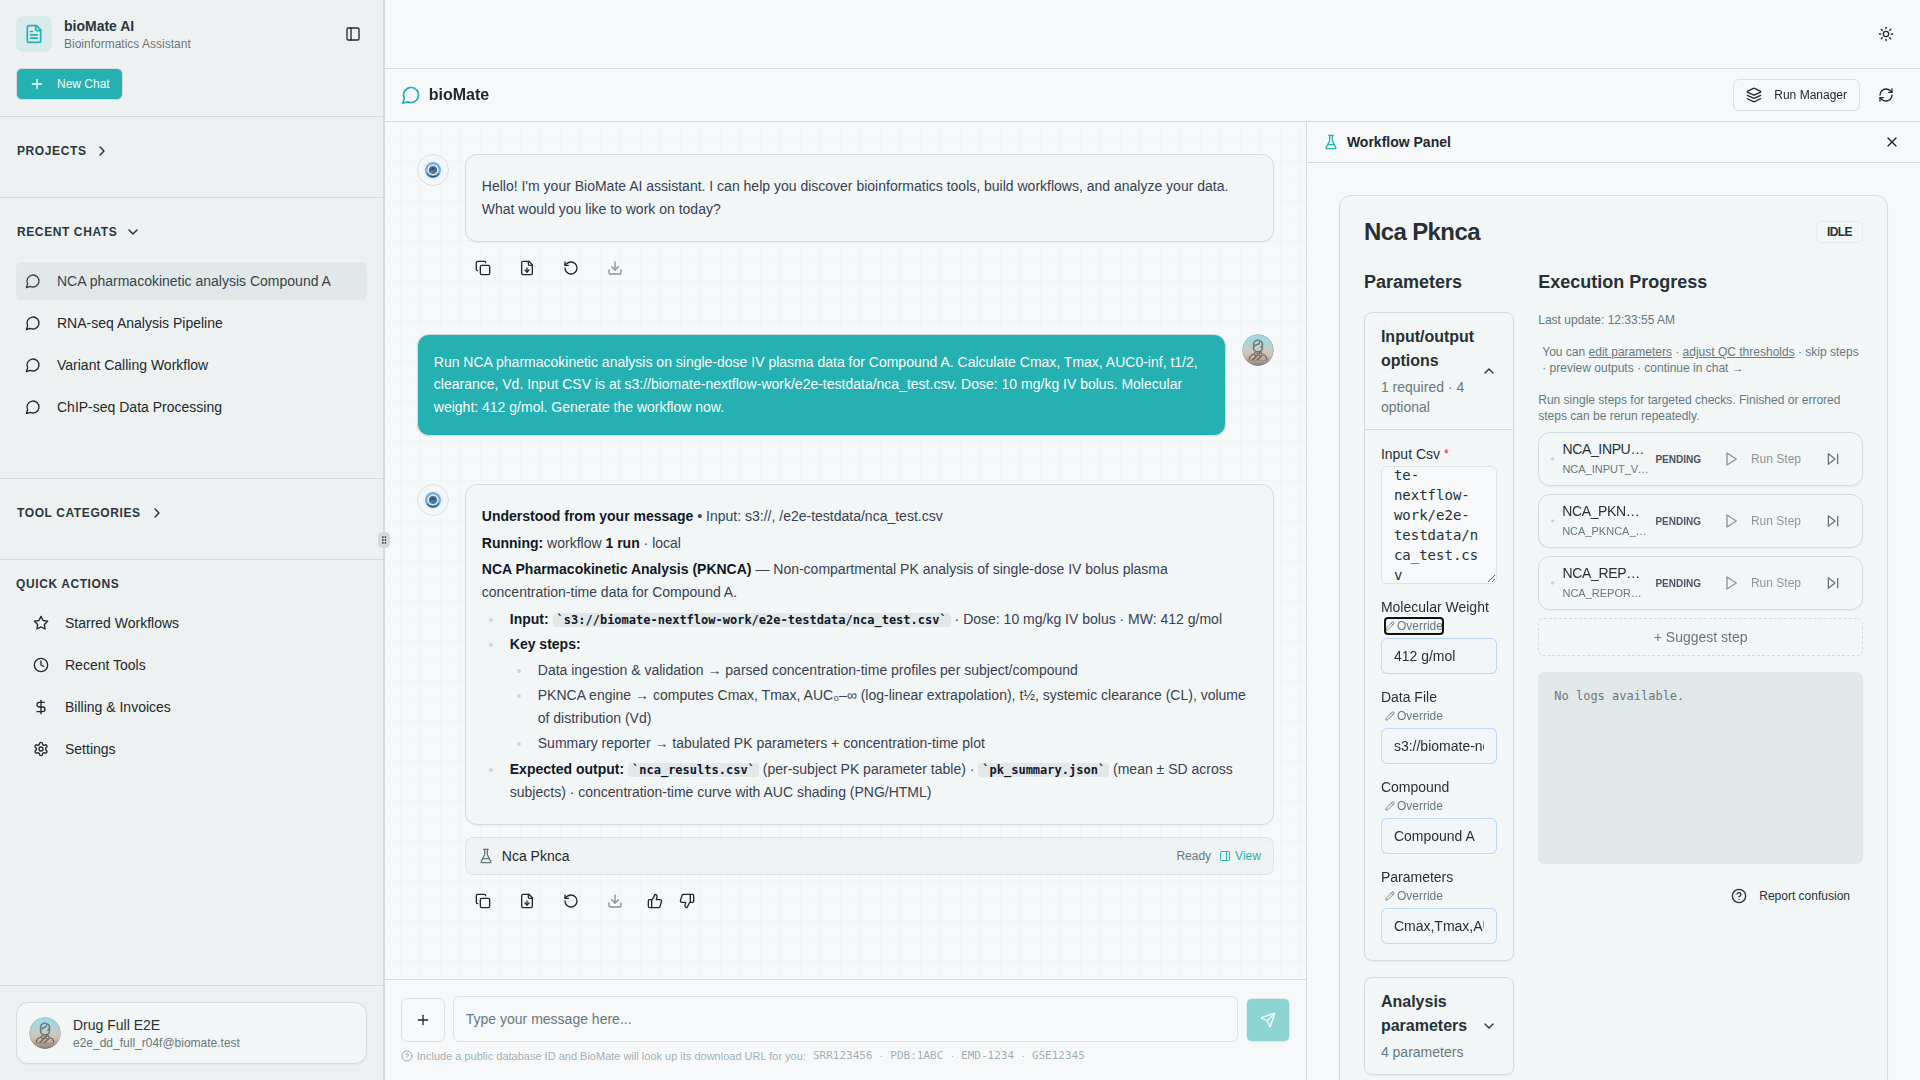 bioMate AI
Bioinformatics Assistant
New Chat
PROJECTS
RECENT CHATS
NCA pharmacokinetic analysis Compound A
RNA-seq Analysis Pipeline
Variant Calling Workflow
ChIP-seq Data Processing
TOOL CATEGORIES
QUICK ACTIONS
Starred Workflows
Recent Tools
Billing & Invoices
Settings
Drug Full E2E
e2e_dd_full_r04f@biomate.test
bioMate
Run Manager
Hello! I'm your BioMate AI assistant. I can help you discover bioinformatics tools, build workflows, and analyze your data.
What would you like to work on today?
Run NCA pharmacokinetic analysis on single-dose IV plasma data for Compound A. Calculate Cmax, Tmax, AUC0-inf, t1/2,
clearance, Vd. Input CSV is at s3://biomate-nextflow-work/e2e-testdata/nca_test.csv. Dose: 10 mg/kg IV bolus. Molecular
weight: 412 g/mol. Generate the workflow now.
Understood from your message • Input: s3://, /e2e-testdata/nca_test.csv
Running: workflow 1 run · local
NCA Pharmacokinetic Analysis (PKNCA) — Non-compartmental PK analysis of single-dose IV bolus plasma
concentration-time data for Compound A.
Input: `s3://biomate-nextflow-work/e2e-testdata/nca_test.csv` · Dose: 10 mg/kg IV bolus · MW: 412 g/mol
Key steps:
Data ingestion & validation → parsed concentration-time profiles per subject/compound
PKNCA engine → computes Cmax, Tmax, AUC₀–∞ (log-linear extrapolation), t½, systemic clearance (CL), volume
of distribution (Vd)
Summary reporter → tabulated PK parameters + concentration-time plot
Expected output: `nca_results.csv` (per-subject PK parameter table) · `pk_summary.json` (mean ± SD across
subjects) · concentration-time curve with AUC shading (PNG/HTML)
Nca Pknca
Ready
View
Type your message here...
Include a public database ID and BioMate will look up its download URL for you: SRR123456 · PDB:1ABC · EMD-1234 · GSE12345
Workflow Panel
Nca Pknca
IDLE
Parameters
Input/output
options
1 required · 4
optional
Input Csv *
te-
nextflow-
work/e2e-
testdata/n
ca_test.cs
v
Molecular Weight
Override
412 g/mol
Data File
Override
s3://biomate-n
Compound
Override
Compound A
Parameters
Override
Cmax,Tmax,A
Analysis
parameters
4 parameters
Execution Progress
Last update: 12:33:55 AM
You can edit parameters · adjust QC thresholds · skip steps
· preview outputs · continue in chat →
Run single steps for targeted checks. Finished or errored
steps can be rerun repeatedly.
NCA_INPU…
NCA_INPUT_V…
PENDING
Run Step
NCA_PKN…
NCA_PKNCA_…
PENDING
Run Step
NCA_REP…
NCA_REPOR…
PENDING
Run Step
+ Suggest step
No logs available.
Report confusion